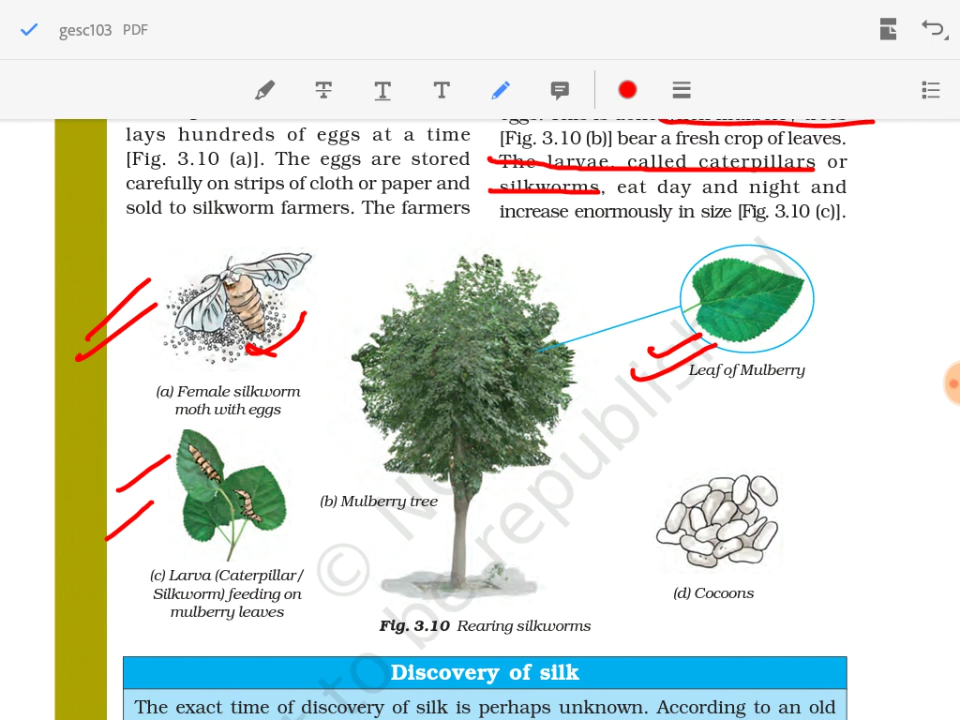 gesc103 PDF
lays hundreds of eggs at a time
[Fig. 3.10 (a)]. The eggs are stored
carefully on strips of cloth or paper and
sold to silkworm farmers. The farmers
[Fig. 3.10 (b)] bear a fresh crop of leaves.
The larvae, called caterpillars or
silkworms, eat day and night and
increase enormously in size [Fig. 3.10 (c)].
(a) Female silkworm
moth with eggs
Leaf of Mulberry
(b) Mulberry tree
(c) Larva (Caterpillar/
Silkworm) feeding on
mulberry leaves
(d) Cocoons
Fig. 3.10 Rearing silkworms
Discovery of silk
The exact time of discovery of silk is perhaps unknown. According to an old